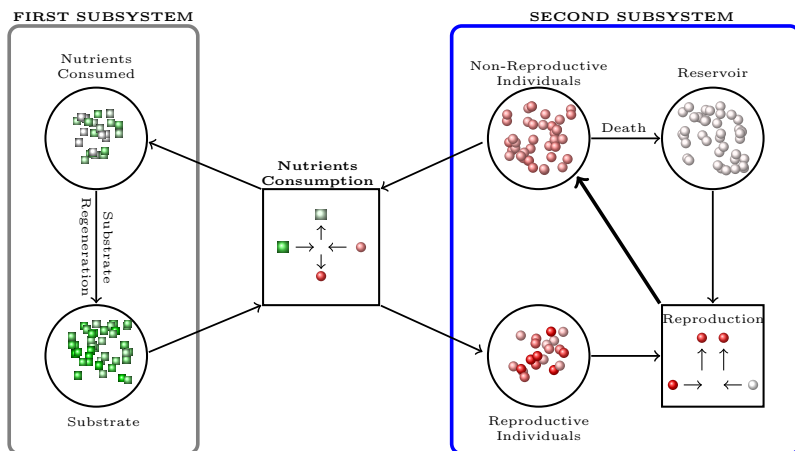 FIRST SUBSYSTEM
SECOND SUBSYSTEM
Nutrients
Consumed
Non-Reproductive
Individuals
Reservoir
Death
Nutrients
Consumption
Substrate
Regeneration
Reproduction
Substrate
Reproductive
Individuals